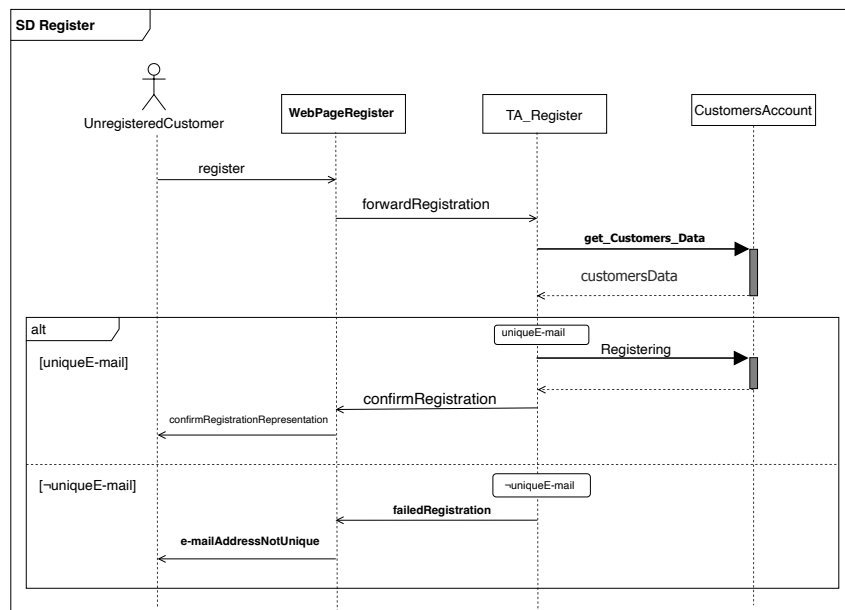 SD Register
UnregisteredCustomer
WebPageRegister
TA_Register
CustomersAccount
register
forwardRegistration
get_Customers_Data
customersData
alt
uniqueE-mail
[uniqueE-mail]
Registering
confirmRegistration
confirmRegistrationRepresentation
[¬uniqueE-mail]
¬uniqueE-mail
failedRegistration
e-mailAddressNotUnique